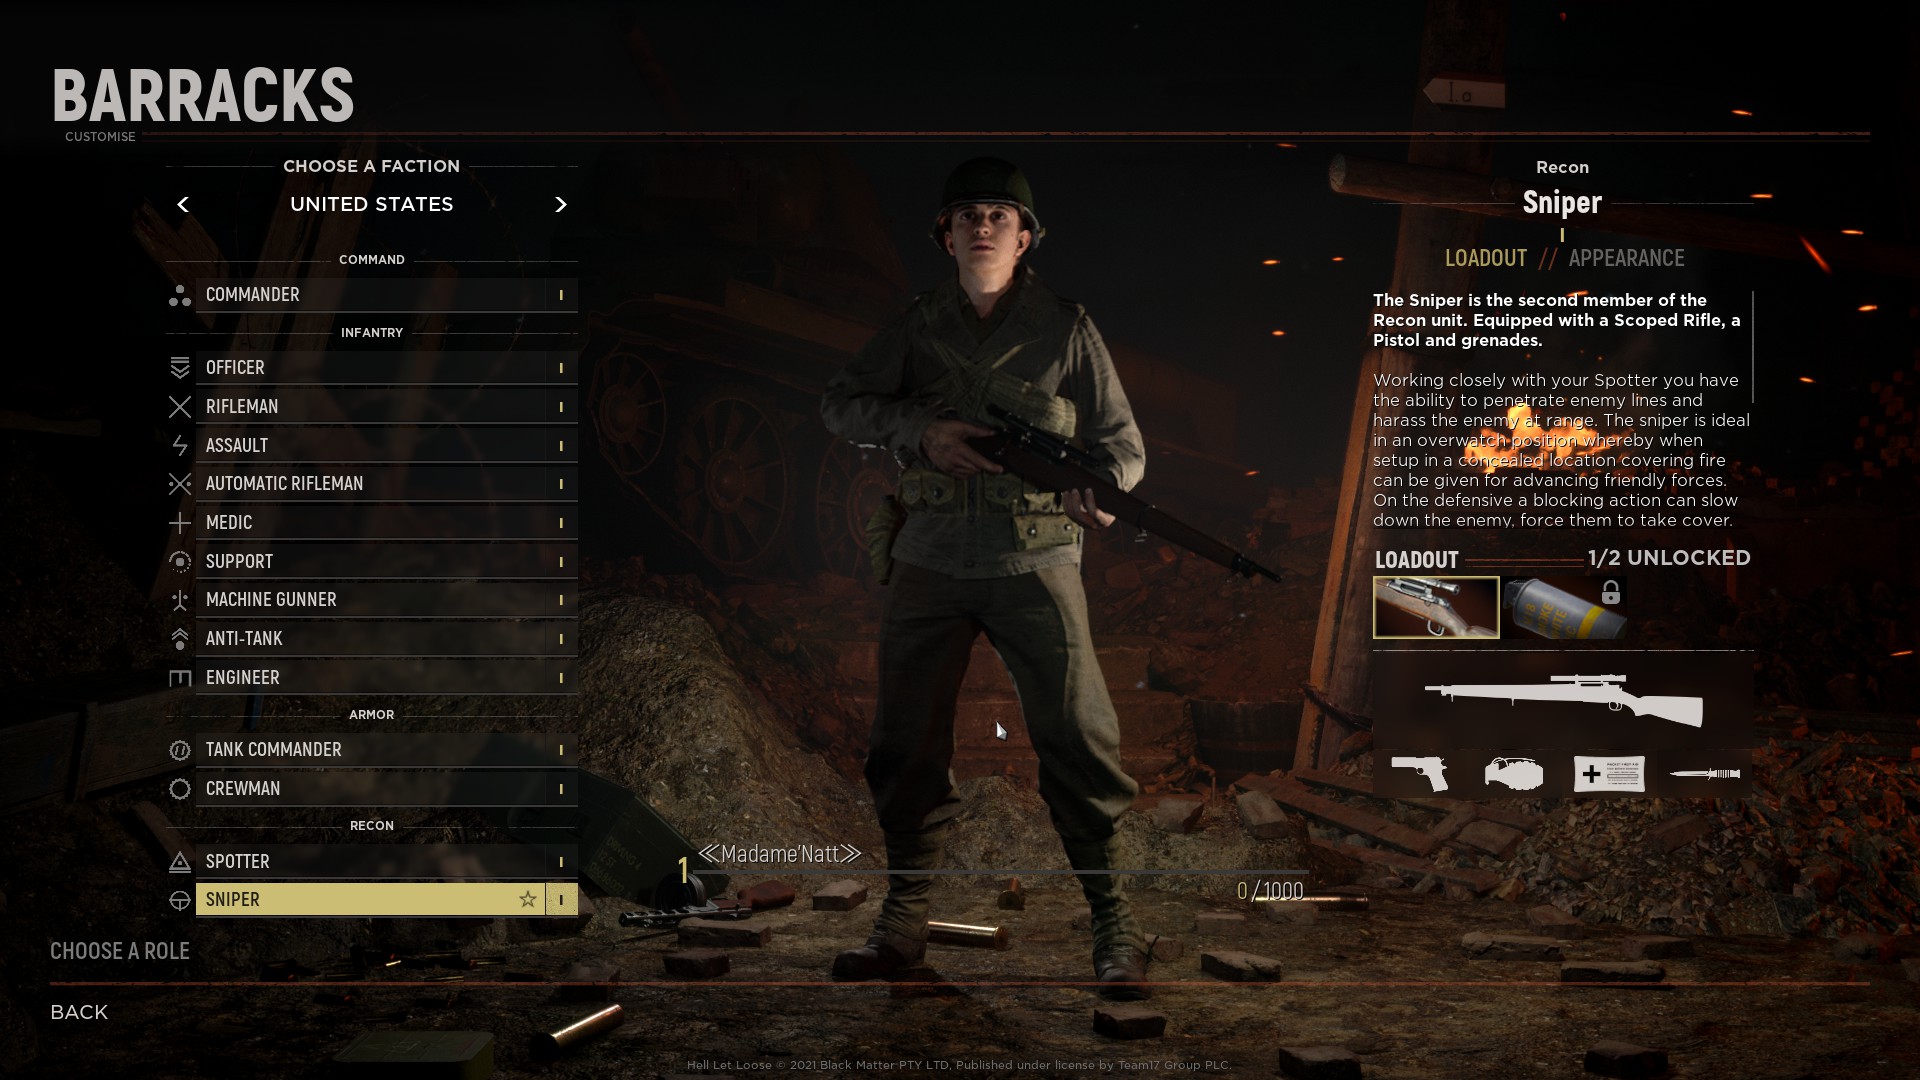 BARRACKS
CUSTOMISE
CHOOSE A FACTION
UNITED STATES
COMMAND
COMMANDER I
INFANTRY
OFFICER I
RIFLEMAN I
ASSAULT I
AUTOMATIC RIFLEMAN I
MEDIC I
SUPPORT I
MACHINE GUNNER I
ANTI-TANK I
ENGINEER I
ARMOR
TANK COMMANDER I
CREWMAN I
RECON
SPOTTER I
SNIPER I
CHOOSE A ROLE
BACK
1 ≪Madame'Natt≫
0/1000
I.a
Recon
Sniper
I
LOADOUT // APPEARANCE
The Sniper is the second member of the
Recon unit. Equipped with a Scoped Rifle, a
Pistol and grenades.
Working closely with your Spotter you have
the ability to penetrate enemy lines and
harass the enemy at range. The sniper is ideal
in an overwatch position whereby when
setup in a concealed location covering fire
can be given for advancing friendly forces.
On the defensive a blocking action can slow
down the enemy, force them to take cover.
LOADOUT 1/2 UNLOCKED
Hell Let Loose © 2021 Black Matter PTY LTD, Published under license by Team17 Group PLC.